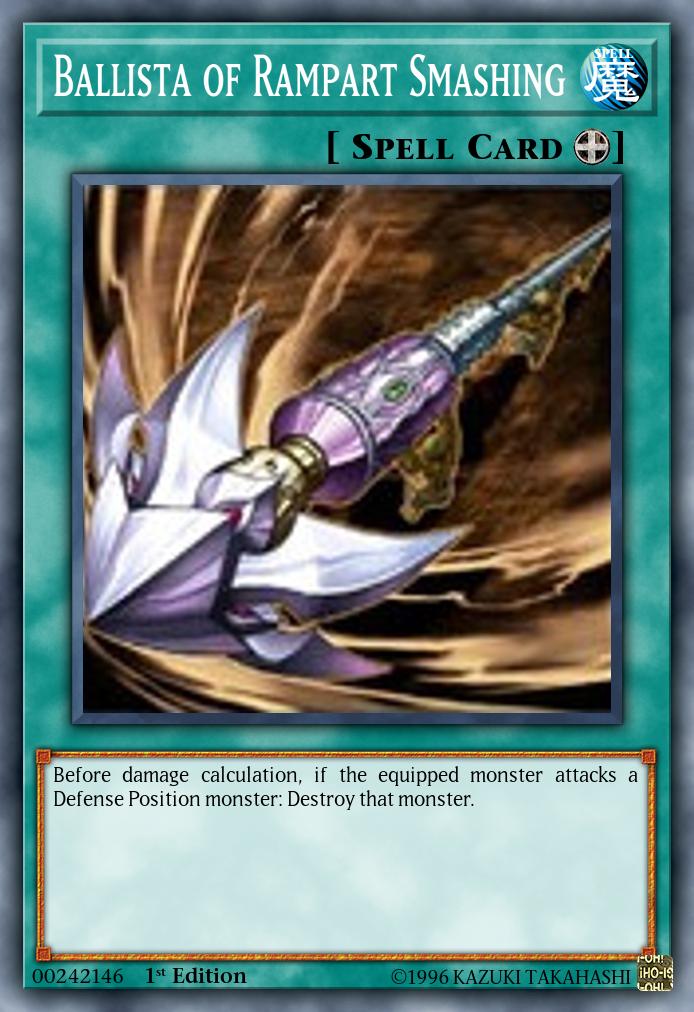 Ballista of Rampart Smashing
SPELL
魔
[ Spell Card ]
Before damage calculation, if the equipped monster attacks a
Defense Position monster: Destroy that monster.
00242146 1st Edition ©1996 KAZUKI TAKAHASHI